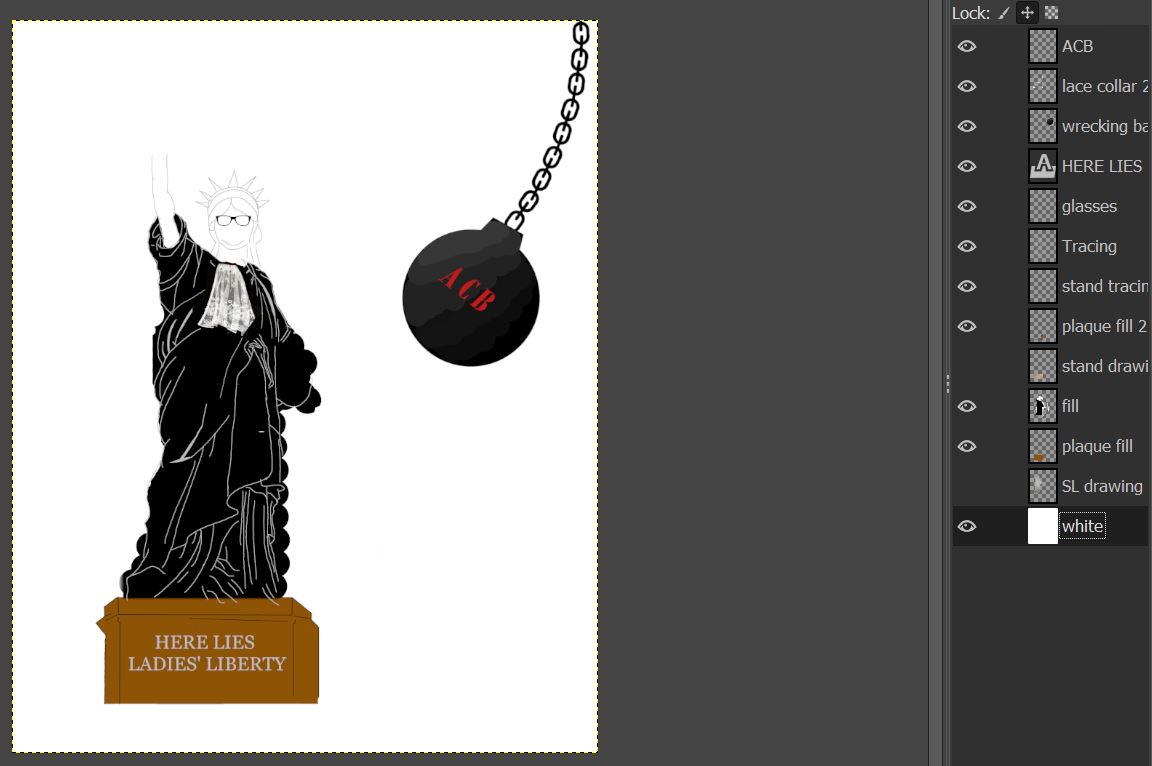 Lock:
ACB
lace collar 2
wrecking ba
HERE LIES
glasses
Tracing
stand tracin
plaque fill 2
stand drawi
fill
plaque fill
SL drawing
white
ACB
HERE LIES
LADIES' LIBERTY